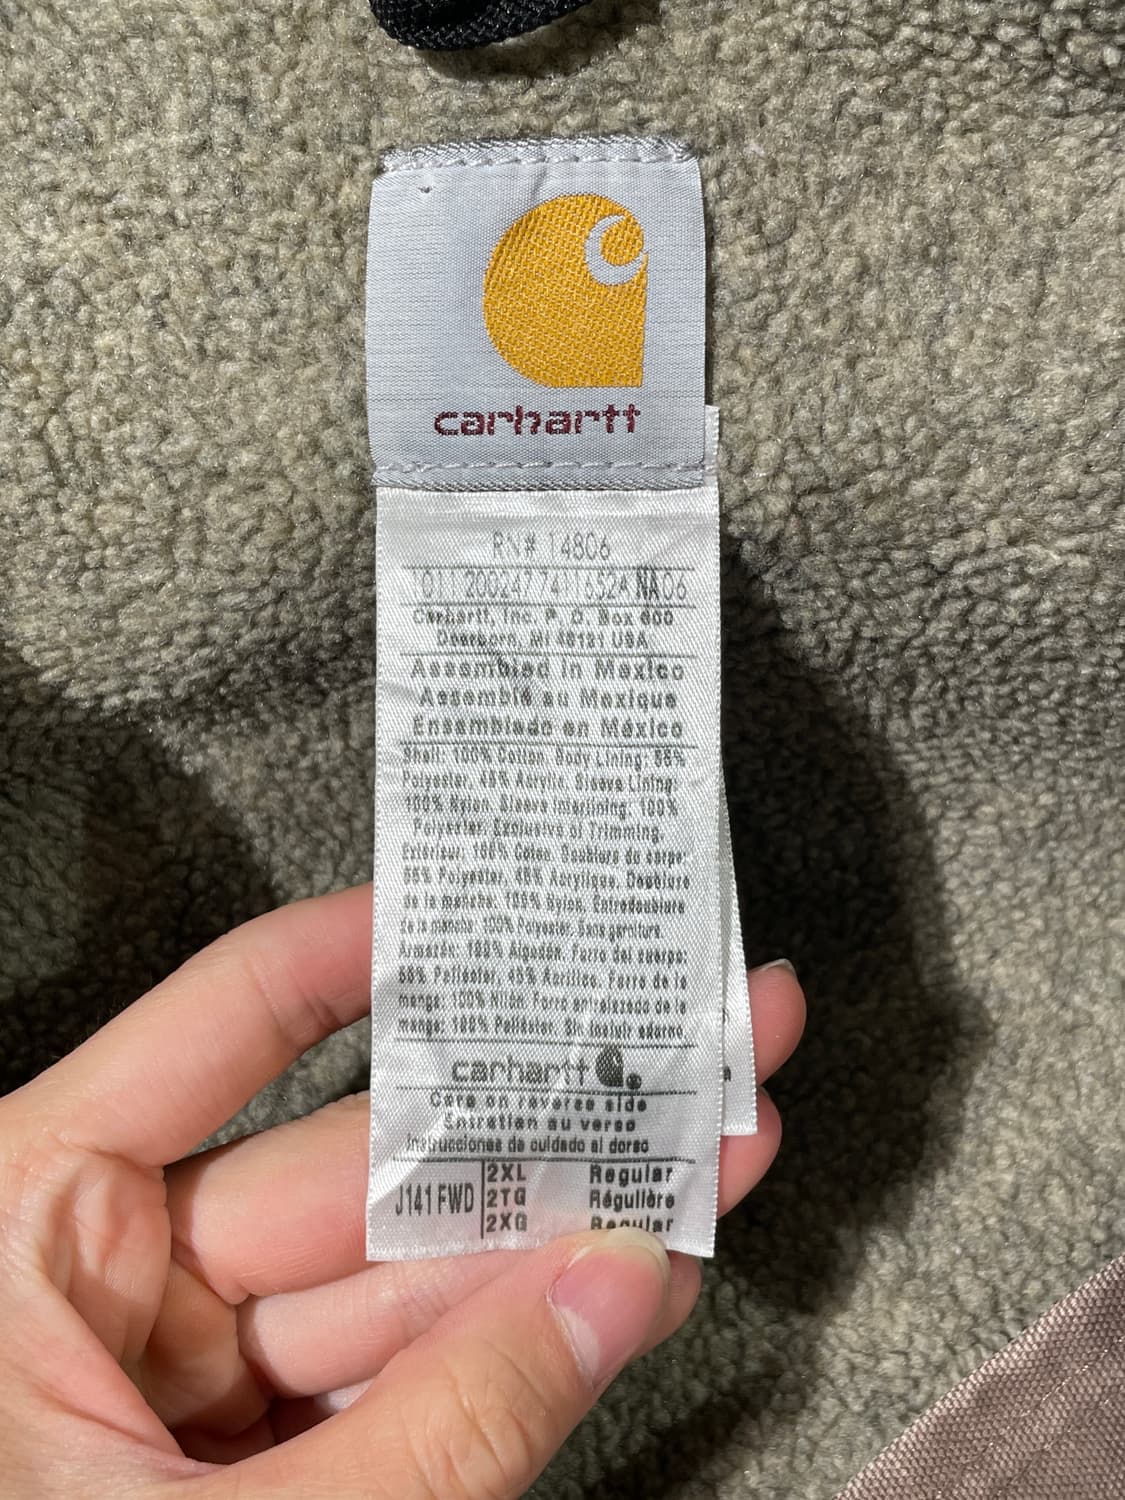 carhartt
RN# 14806
1011 200247 7411652* NA06
Carhartt, Inc. P. O. Box 600
Dearborn, MI 48121 USA
Assembled in Mexico
Assemblé au Mexique
Ensamblado en México
Shell: 100% Cotton. Body Lining: 55%
Polyester, 45% Acrylic. Sleeve Lining:
100% Nylon. Sleeve Interlining: 100%
Polyester. Exclusive of Trimming.
Extérieur: 100% Coton. Doublure du corps:
55% Polyester, 45% Acrylique. Doublure
de la manche: 100% Nylon. Entredoublure
de la manche: 100% Polyester. Sans garniture.
Armazón: 100% Algodón. Forro del cuerpo:
55% Poliéster, 45% Acrílico. Forro de la
manga: 100% Nilón. Forro entrelazado de la
manga: 100% Poliéster. Sin incluir adorno.
carhartt
Care on reverse side
Entretien au verso
Instrucciones de cuidado al dorso
J141 FWD 2XL Regular
2TG Régulière
2XG Regular